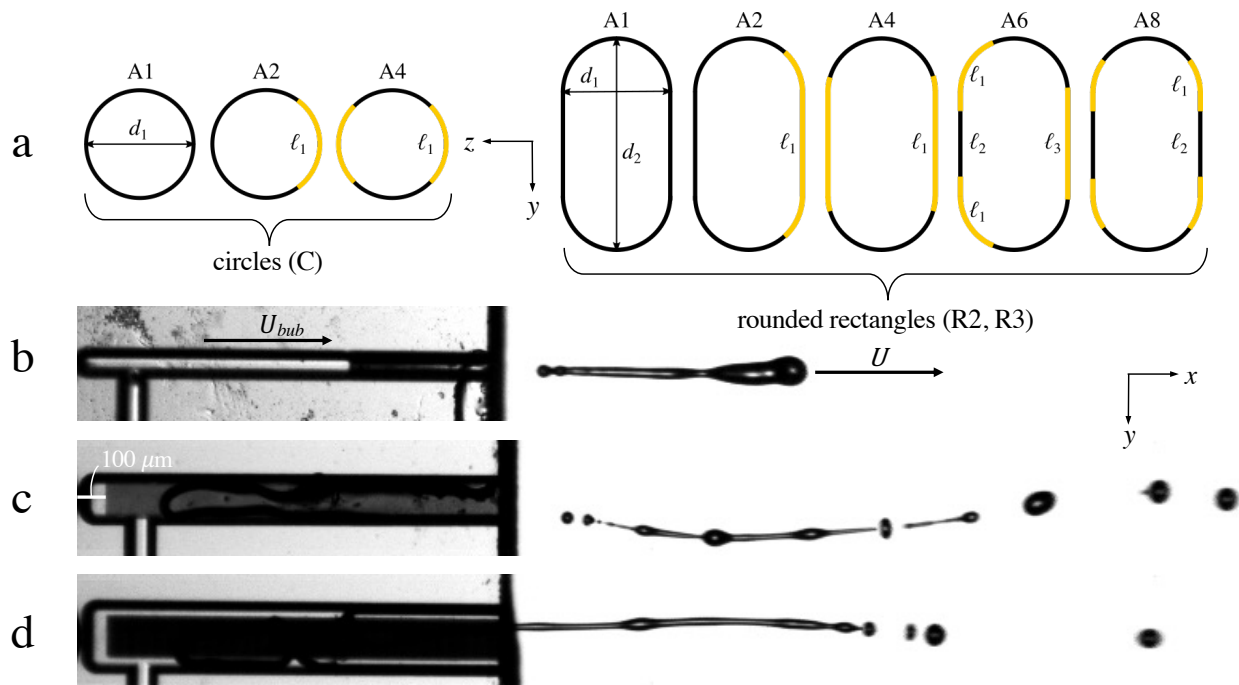 a
A1
A2
A4
d₁
ℓ₁
ℓ₁
z
y
circles (C)
A1
A2
A4
A6
A8
d₁
d₂
ℓ₁
ℓ₁
ℓ₁
ℓ₂
ℓ₁
ℓ₃
ℓ₁
ℓ₂
rounded rectangles (R2, R3)
b
U_bub
U
x
y
c
100 μm
d